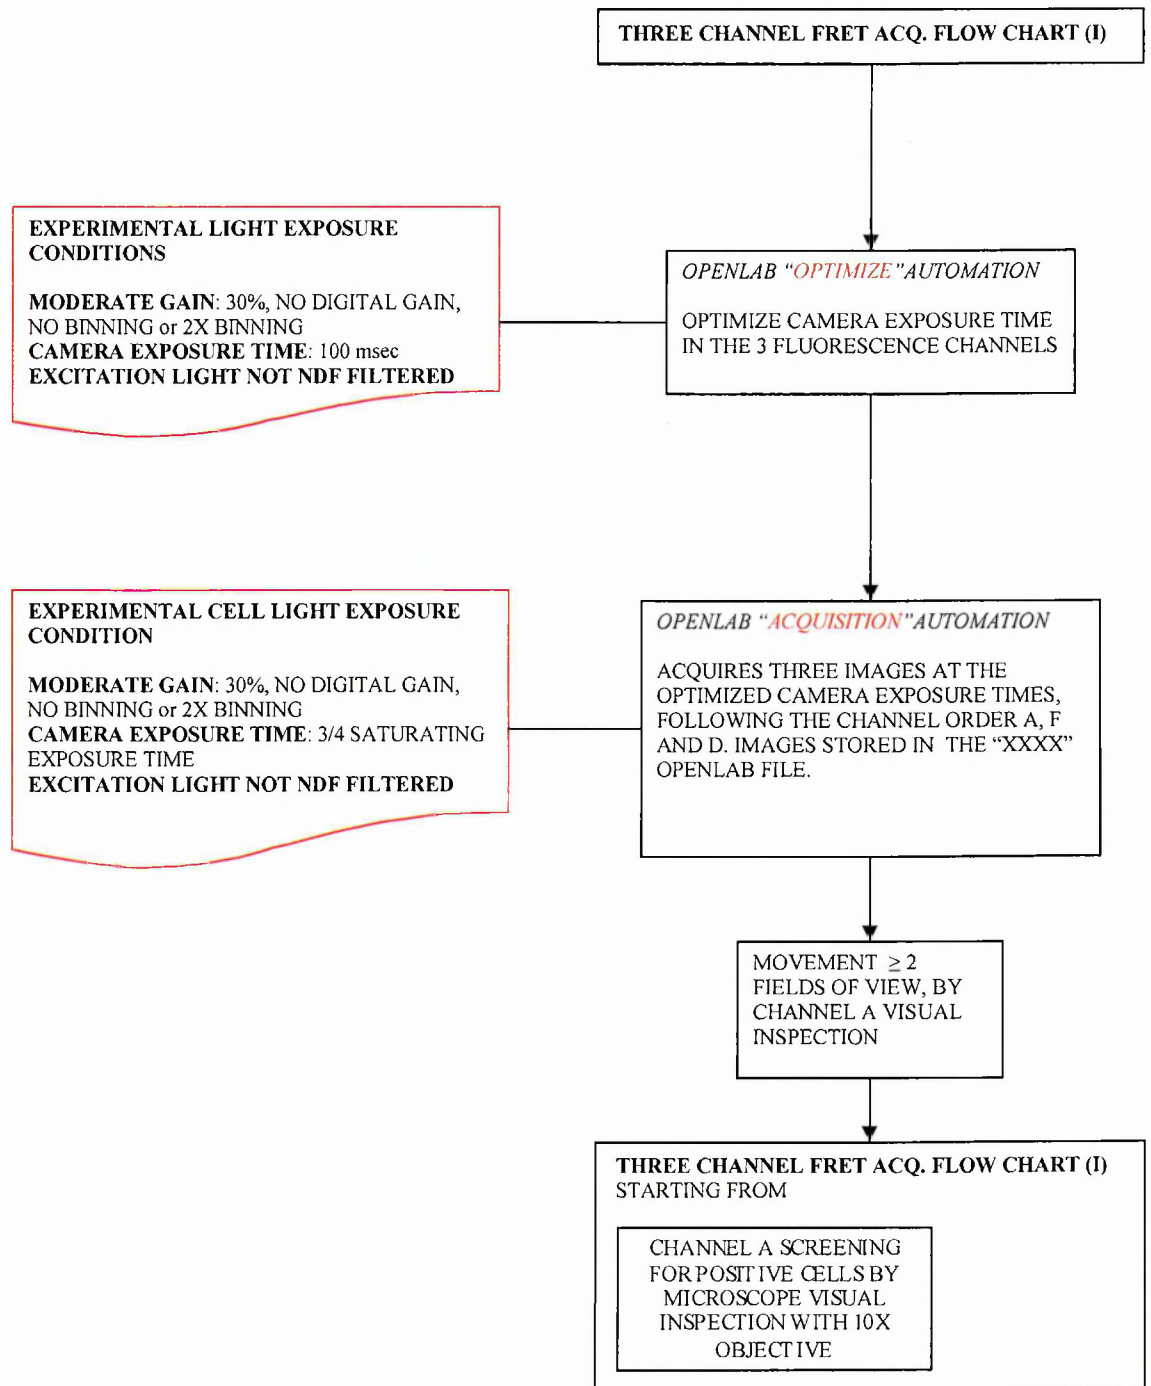 THREE CHANNEL FRET ACQ. FLOW CHART (I)
EXPERIMENTAL LIGHT EXPOSURE
CONDITIONS
MODERATE GAIN: 30%, NO DIGITAL GAIN,
NO BINNING or 2X BINNING
CAMERA EXPOSURE TIME: 100 msec
EXCITATION LIGHT NOT NDF FILTERED
OPENLAB “OPTIMIZE”AUTOMATION
OPTIMIZE CAMERA EXPOSURE TIME
IN THE 3 FLUORESCENCE CHANNELS
EXPERIMENTAL CELL LIGHT EXPOSURE
CONDITION
MODERATE GAIN: 30%, NO DIGITAL GAIN,
NO BINNING or 2X BINNING
CAMERA EXPOSURE TIME: 3/4 SATURATING
EXPOSURE TIME
EXCITATION LIGHT NOT NDF FILTERED
OPENLAB “ACQUISITION”AUTOMATION
ACQUIRES THREE IMAGES AT THE
OPTIMIZED CAMERA EXPOSURE TIMES,
FOLLOWING THE CHANNEL ORDER A, F
AND D. IMAGES STORED IN THE “XXXX”
OPENLAB FILE.
MOVEMENT ≥ 2
FIELDS OF VIEW, BY
CHANNEL A VISUAL
INSPECTION
THREE CHANNEL FRET ACQ. FLOW CHART (I)
STARTING FROM
CHANNEL A SCREENING
FOR POSITIVE CELLS BY
MICROSCOPE VISUAL
INSPECTION WITH 10X
OBJECTIVE